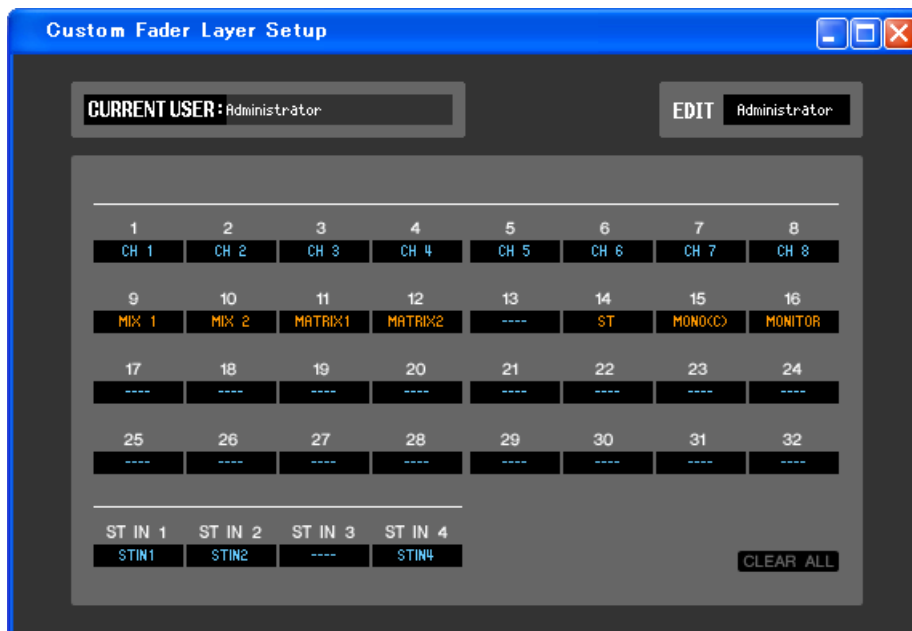 Custom Fader Layer Setup
CURRENT USER: Administrator
EDIT Administrator
1 2 3 4 5 6 7 8
CH 1 CH 2 CH 3 CH 4 CH 5 CH 6 CH 7 CH 8
9 10 11 12 13 14 15 16
MIX 1 MIX 2 MATRIX1 MATRIX2 ---- ST MONO(C) MONITOR
17 18 19 20 21 22 23 24
---- ---- ---- ---- ---- ---- ---- ----
25 26 27 28 29 30 31 32
---- ---- ---- ---- ---- ---- ---- ----
ST IN 1 ST IN 2 ST IN 3 ST IN 4
STIN1 STIN2 ---- STIN4
CLEAR ALL